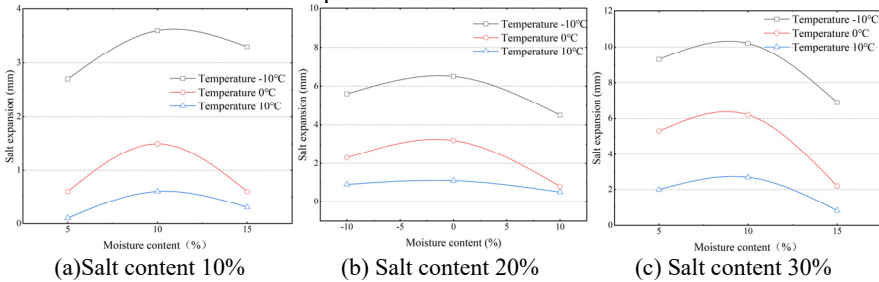 4
3
2
1
0
Salt expansion (mm)
Temperature -10℃
Temperature 0℃
Temperature 10℃
5
10
15
Moisture content（%）
(a)Salt content 10%
10
8
6
4
2
0
Salt expansion (mm)
Temperature -10℃
Temperature 0℃
Temperature 10℃
-10
-5
0
5
10
Moisture content (%)
(b) Salt content 20%
12
10
8
6
4
2
0
Salt expansion (mm)
Temperature -10℃
Temperature 0℃
Temperature 10℃
5
10
15
Moisture content（%）
(c) Salt content 30%